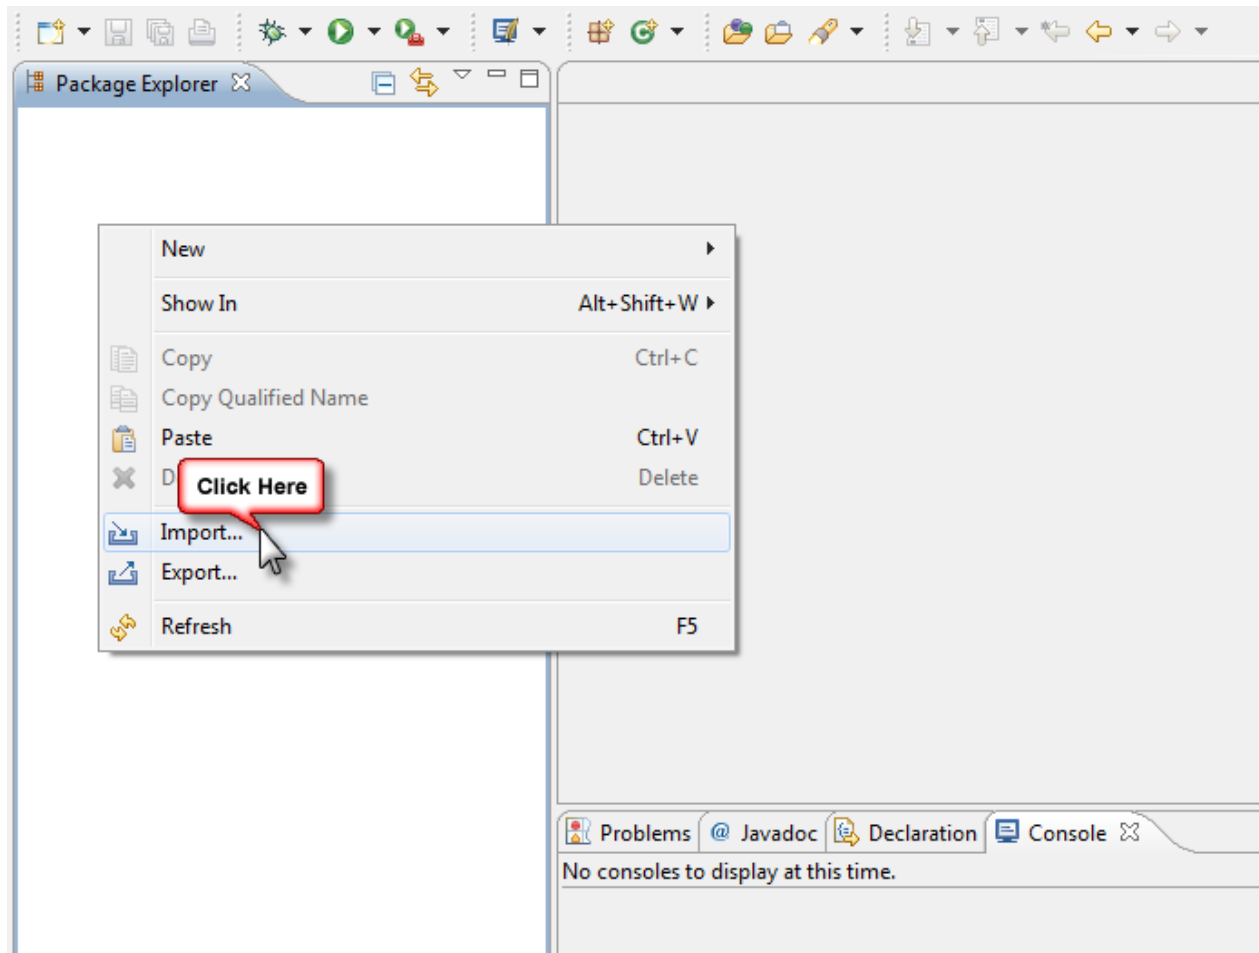 Package Explorer
New
Show In Alt+Shift+W
Copy Ctrl+C
Copy Qualified Name
Paste Ctrl+V
D Delete
Click Here
Import...
Export...
Refresh F5
Problems @ Javadoc Declaration Console
No consoles to display at this time.